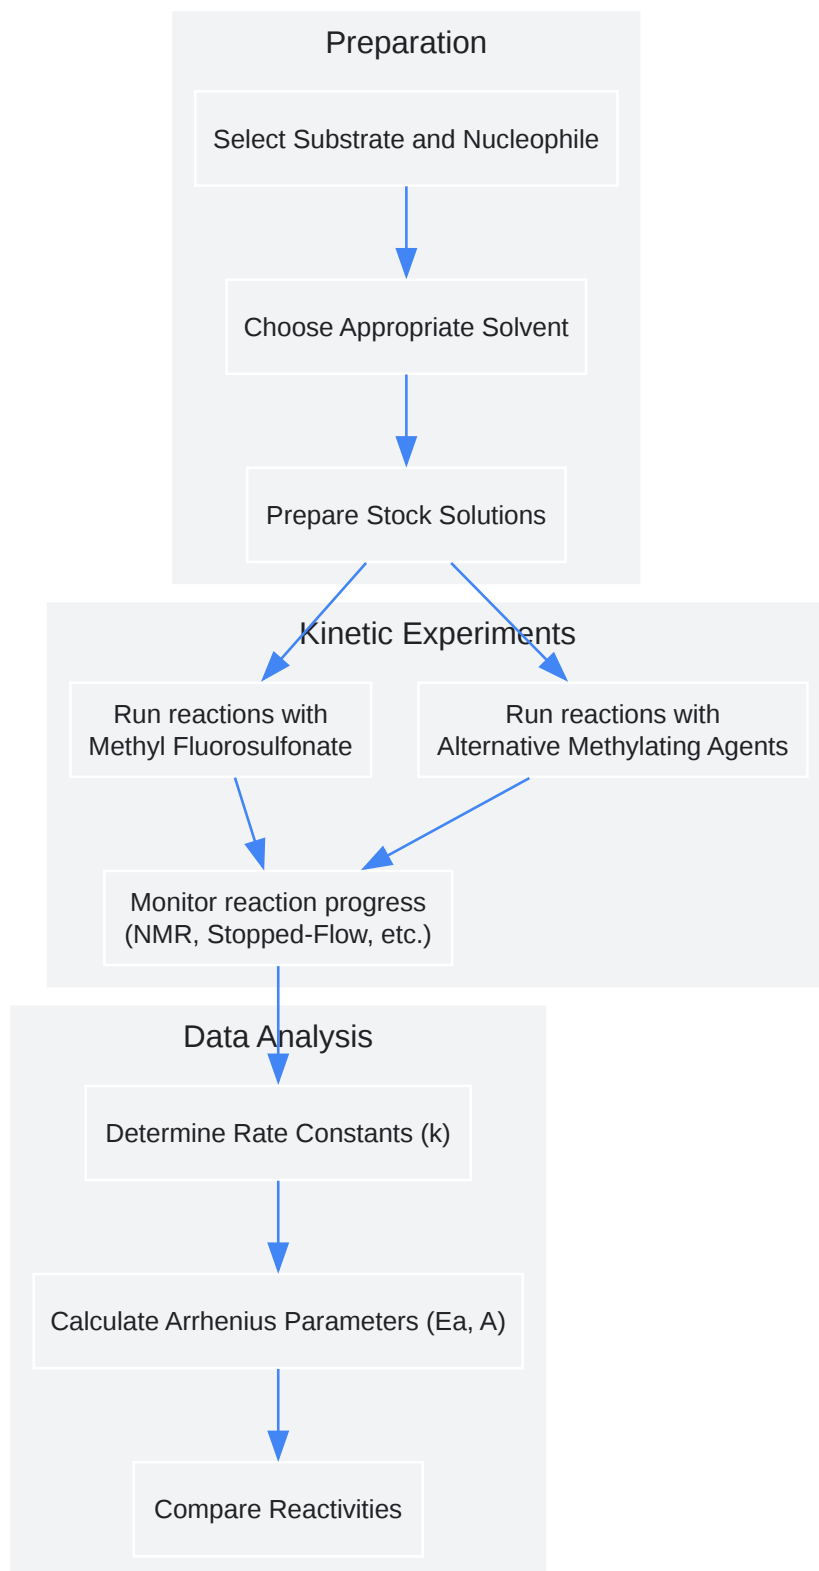 Preparation
Select Substrate and Nucleophile
Choose Appropriate Solvent
Prepare Stock Solutions
Kinetic Experiments
Run reactions with
Methyl Fluorosulfonate
Run reactions with
Alternative Methylating Agents
Monitor reaction progress
(NMR, Stopped-Flow, etc.)
Data Analysis
Determine Rate Constants (k)
Calculate Arrhenius Parameters (Ea, A)
Compare Reactivities